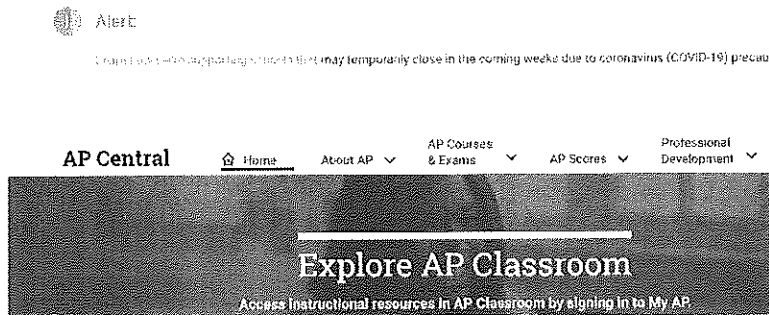 Alert
that may temporarily close in the coming weeks due to coronavirus (COVID-19) precau
AP Central
Home
About AP
AP Courses
& Exams
AP Scores
Professional
Development
Explore AP Classroom
Access instructional resources in AP Classroom by signing in to My AP.